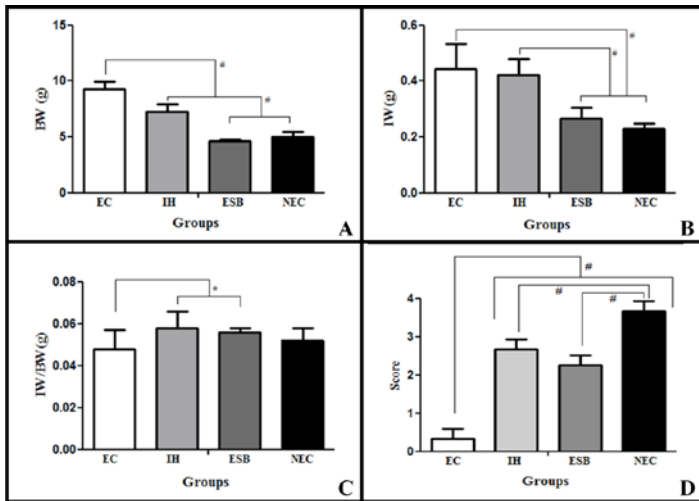 15
10
5
0
BW (g)
#
#
EC IH ESB NEC
Groups
A
0.6
0.4
0.2
0.0
IW (g)
#
#
EC IH ESB NEC
Groups
B
0.08
0.06
0.04
0.02
0.00
IW/BW(g)
*
EC IH ESB NEC
Groups
C
4
3
2
1
0
Score
#
#
#
EC IH ESB NEC
Groups
D